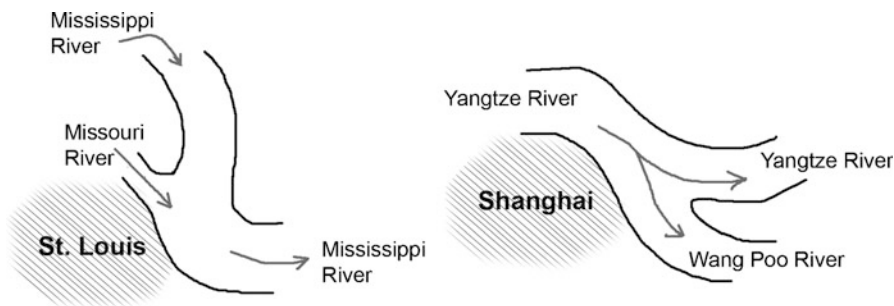 Mississippi
River
Missouri
River
St. Louis
Mississippi
River
Yangtze River
Yangtze River
Shanghai
Wang Poo River